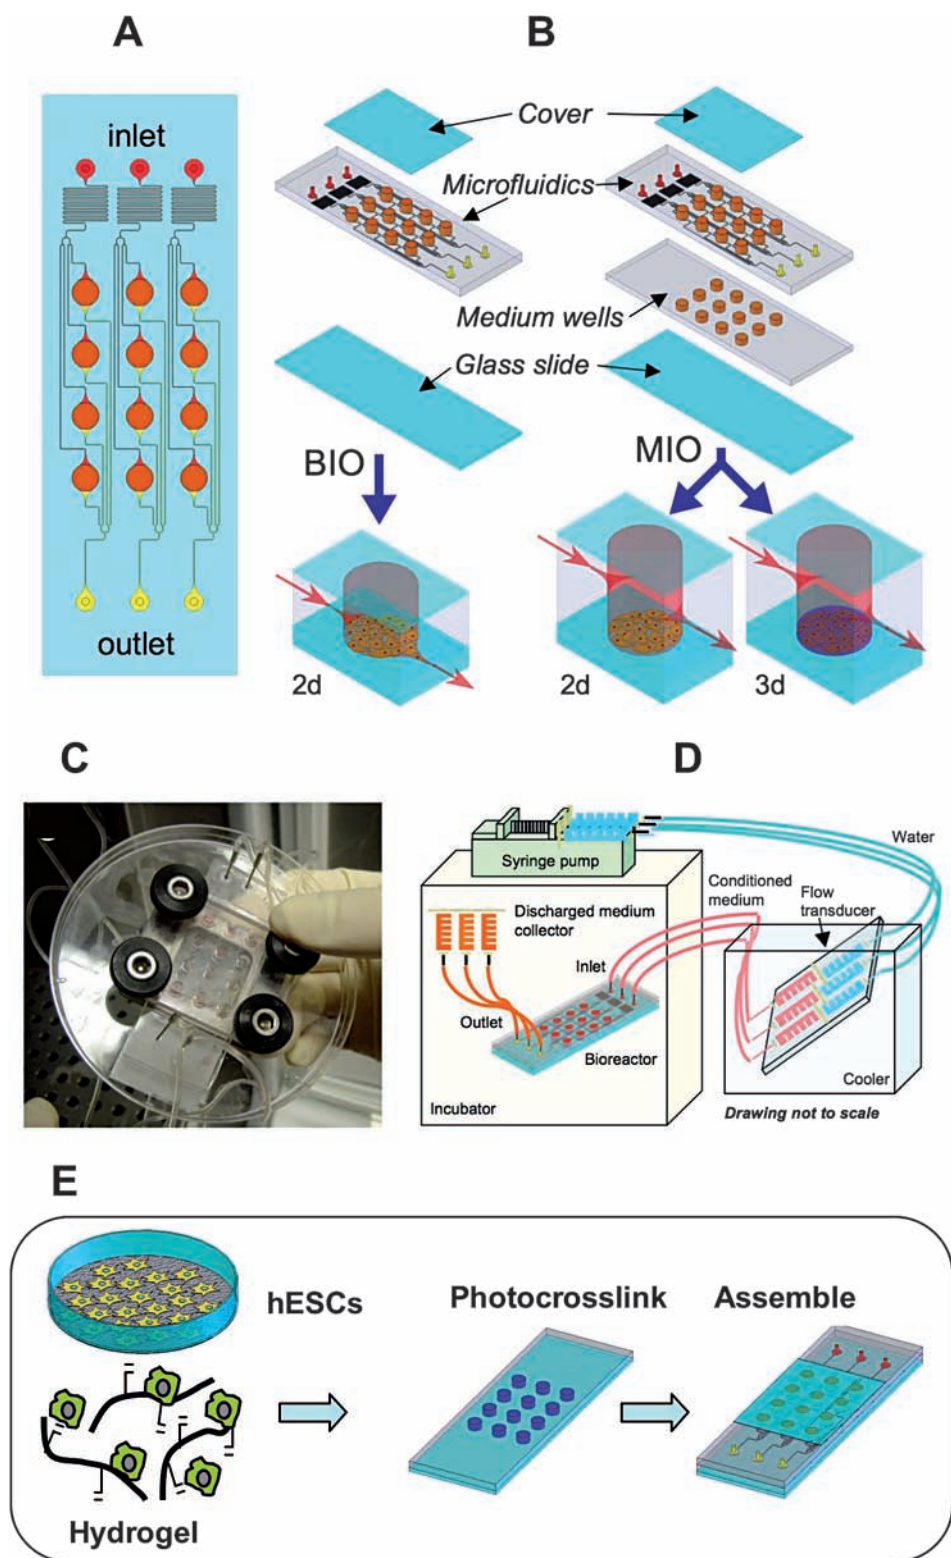 A
B
inlet
outlet
Cover
Microfluidics
Medium wells
Glass slide
BIO
MIO
2d
2d
3d
C
D
Syringe pump
Water
Conditioned
medium
Flow
transducer
Discharged medium
collector
Inlet
Outlet
Bioreactor
Incubator
Cooler
Drawing not to scale
E
hESCs
Photocrosslink
Assemble
Hydrogel